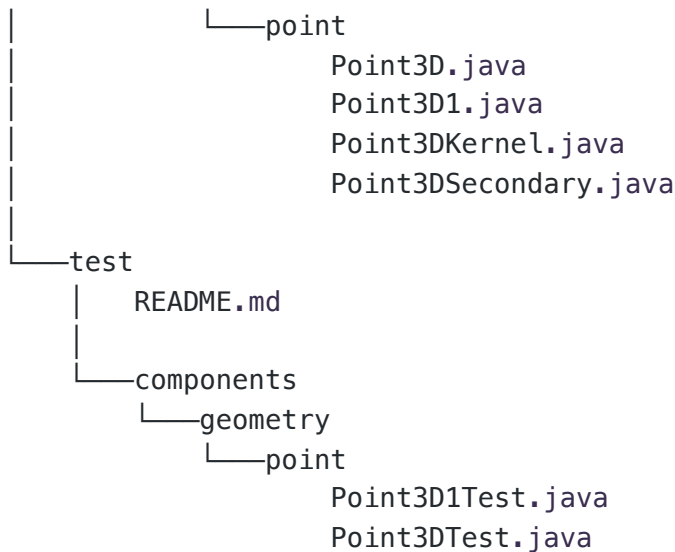 │           └───point
│                   Point3D.java
│                   Point3D1.java
│                   Point3DKernel.java
│                   Point3DSecondary.java
│
└───test
    │   README.md
    │
    └───components
        └───geometry
            └───point
                    Point3D1Test.java
                    Point3DTest.java